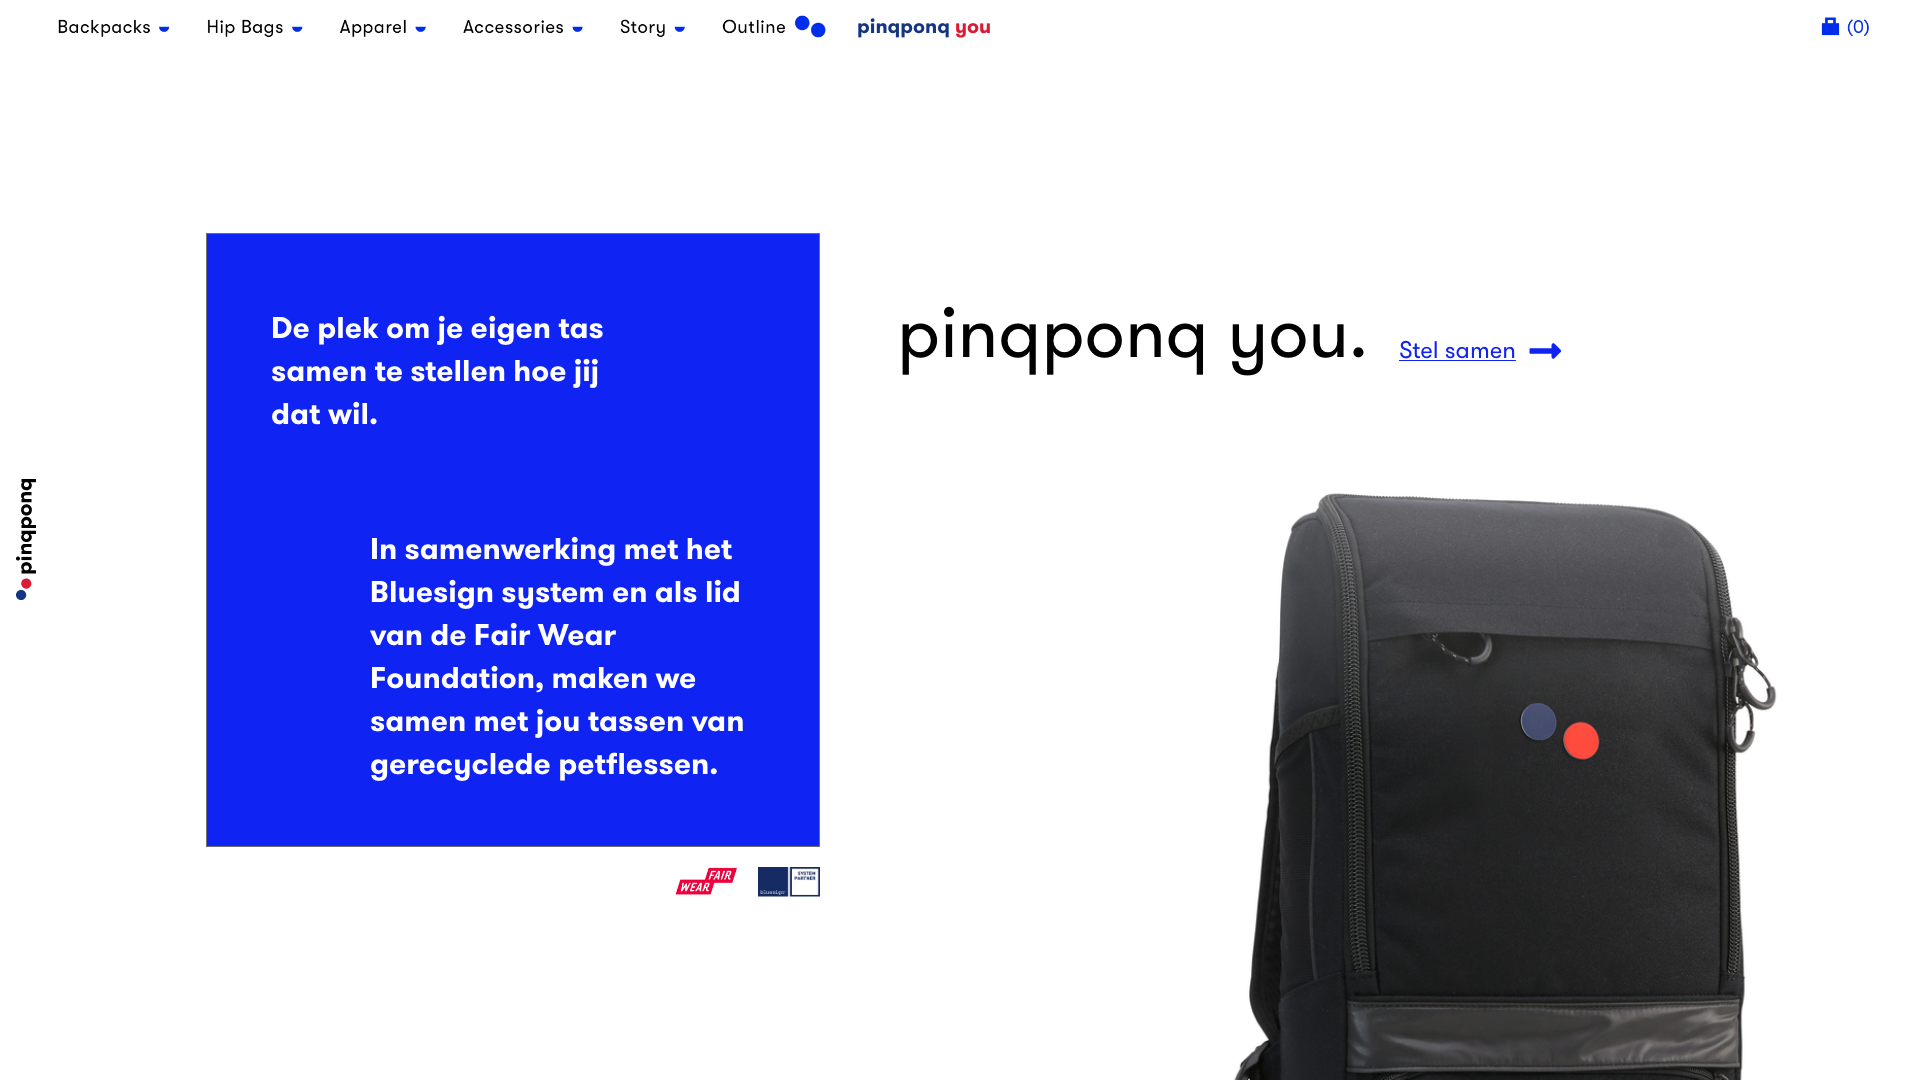 Backpacks Hip Bags Apparel Accessories Story Outline pinqponq you (0)
De plek om je eigen tas
samen te stellen hoe jij
dat wil.
In samenwerking met het
Bluesign system en als lid
van de Fair Wear
Foundation, maken we
samen met jou tassen van
gerecyclede petflessen.
pinqponq you. Stel samen
pinqponq
FAIR
WEAR
bluesign
SYSTEM
PARTNER